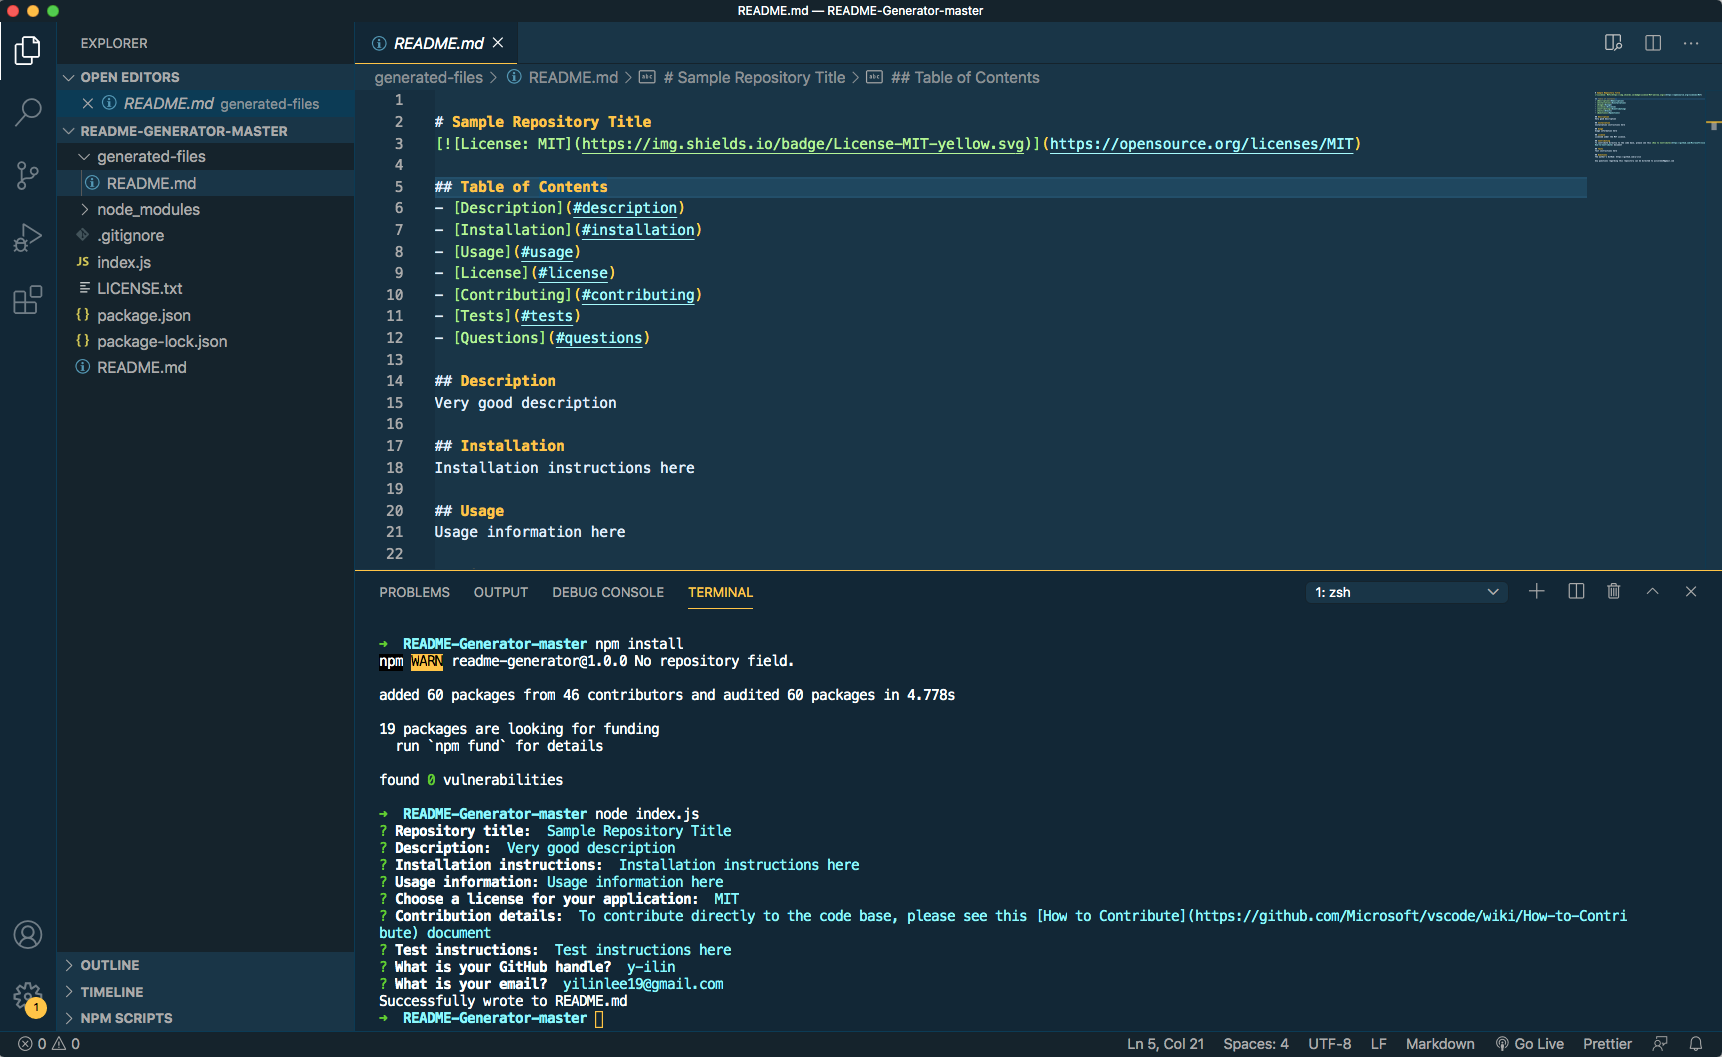 README.md — README-Generator-master
EXPLORER
OPEN EDITORS
README.md generated-files
README-GENERATOR-MASTER
generated-files
README.md
node_modules
.gitignore
JS index.js
LICENSE.txt
{} package.json
{} package-lock.json
README.md
OUTLINE
TIMELINE
NPM SCRIPTS
1
README.md
generated-files > README.md > # Sample Repository Title > ## Table of Contents
1
2 # Sample Repository Title
3 [![License: MIT](https://img.shields.io/badge/License-MIT-yellow.svg)](https://opensource.org/licenses/MIT)
4
5 ## Table of Contents
6 - [Description](#description)
7 - [Installation](#installation)
8 - [Usage](#usage)
9 - [License](#license)
10 - [Contributing](#contributing)
11 - [Tests](#tests)
12 - [Questions](#questions)
13
14 ## Description
15 Very good description
16
17 ## Installation
18 Installation instructions here
19
20 ## Usage
21 Usage information here
22
PROBLEMS OUTPUT DEBUG CONSOLE TERMINAL 1: zsh
→ README-Generator-master npm install
npm WARN readme-generator@1.0.0 No repository field.
added 60 packages from 46 contributors and audited 60 packages in 4.778s
19 packages are looking for funding
run `npm fund` for details
found 0 vulnerabilities
→ README-Generator-master node index.js
? Repository title: Sample Repository Title
? Description: Very good description
? Installation instructions: Installation instructions here
? Usage information: Usage information here
? Choose a license for your application: MIT
? Contribution details: To contribute directly to the code base, please see this [How to Contribute](https://github.com/Microsoft/vscode/wiki/How-to-Contri
bute) document
? Test instructions: Test instructions here
? What is your GitHub handle? y-ilin
? What is your email? yilinlee19@gmail.com
Successfully wrote to README.md
→ README-Generator-master
0 0 Ln 5, Col 21 Spaces: 4 UTF-8 LF Markdown Go Live Prettier